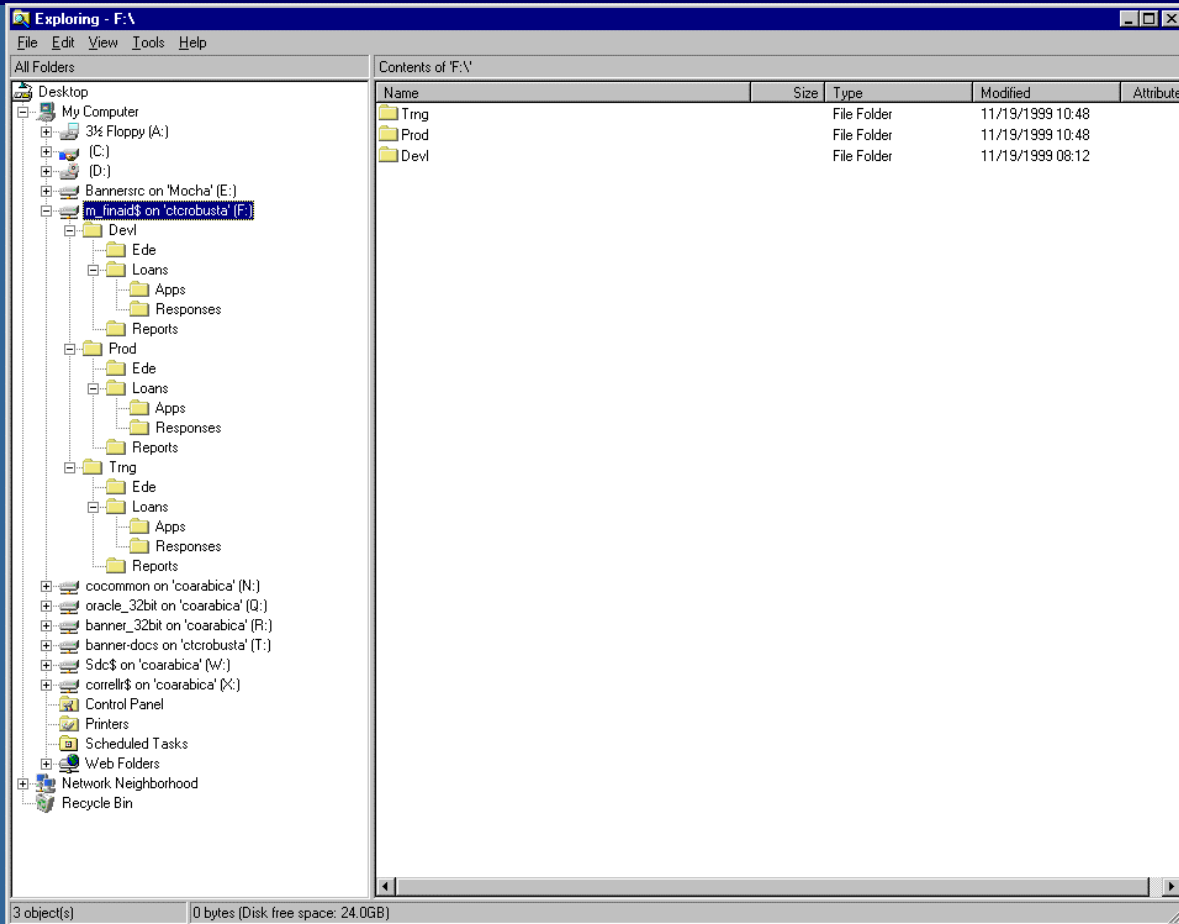 Exploring - F:\
File Edit View Tools Help
All Folders
Contents of 'F:\'
Desktop
My Computer
3½ Floppy (A:)
(C:)
(D:)
Bannersrc on 'Mocha' (E:)
m_finaid$ on 'ctcrobusta' (F:)
Devl
Ede
Loans
Apps
Responses
Reports
Prod
Ede
Loans
Apps
Responses
Reports
Trng
Ede
Loans
Apps
Responses
Reports
cocommon on 'coarabica' (N:)
oracle_32bit on 'coarabica' (Q:)
banner_32bit on 'coarabica' (R:)
banner-docs on 'ctcrobusta' (T:)
Sdc$ on 'coarabica' (W:)
correllr$ on 'coarabica' (X:)
Control Panel
Printers
Scheduled Tasks
Web Folders
Network Neighborhood
Recycle Bin
Name Size Type Modified Attribute
Trng File Folder 11/19/1999 10:48
Prod File Folder 11/19/1999 10:48
Devl File Folder 11/19/1999 08:12
3 object(s) 0 bytes (Disk free space: 24.0GB)